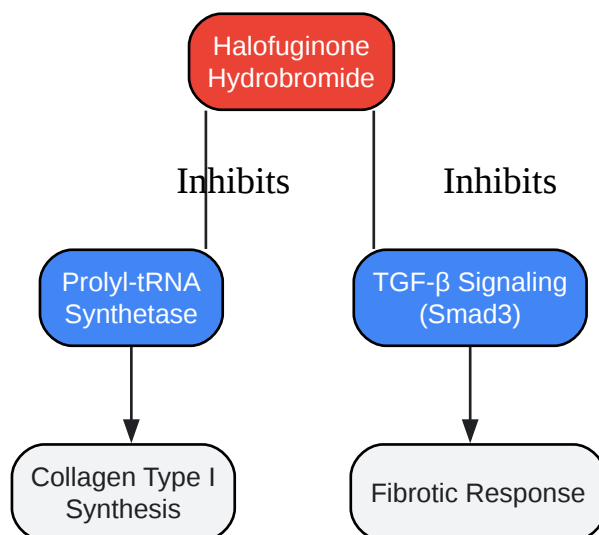 Halofuginone
Hydrobromide
Inhibits
Inhibits
Prolyl-tRNA
Synthetase
TGF-β Signaling
(Smad3)
Collagen Type I
Synthesis
Fibrotic Response